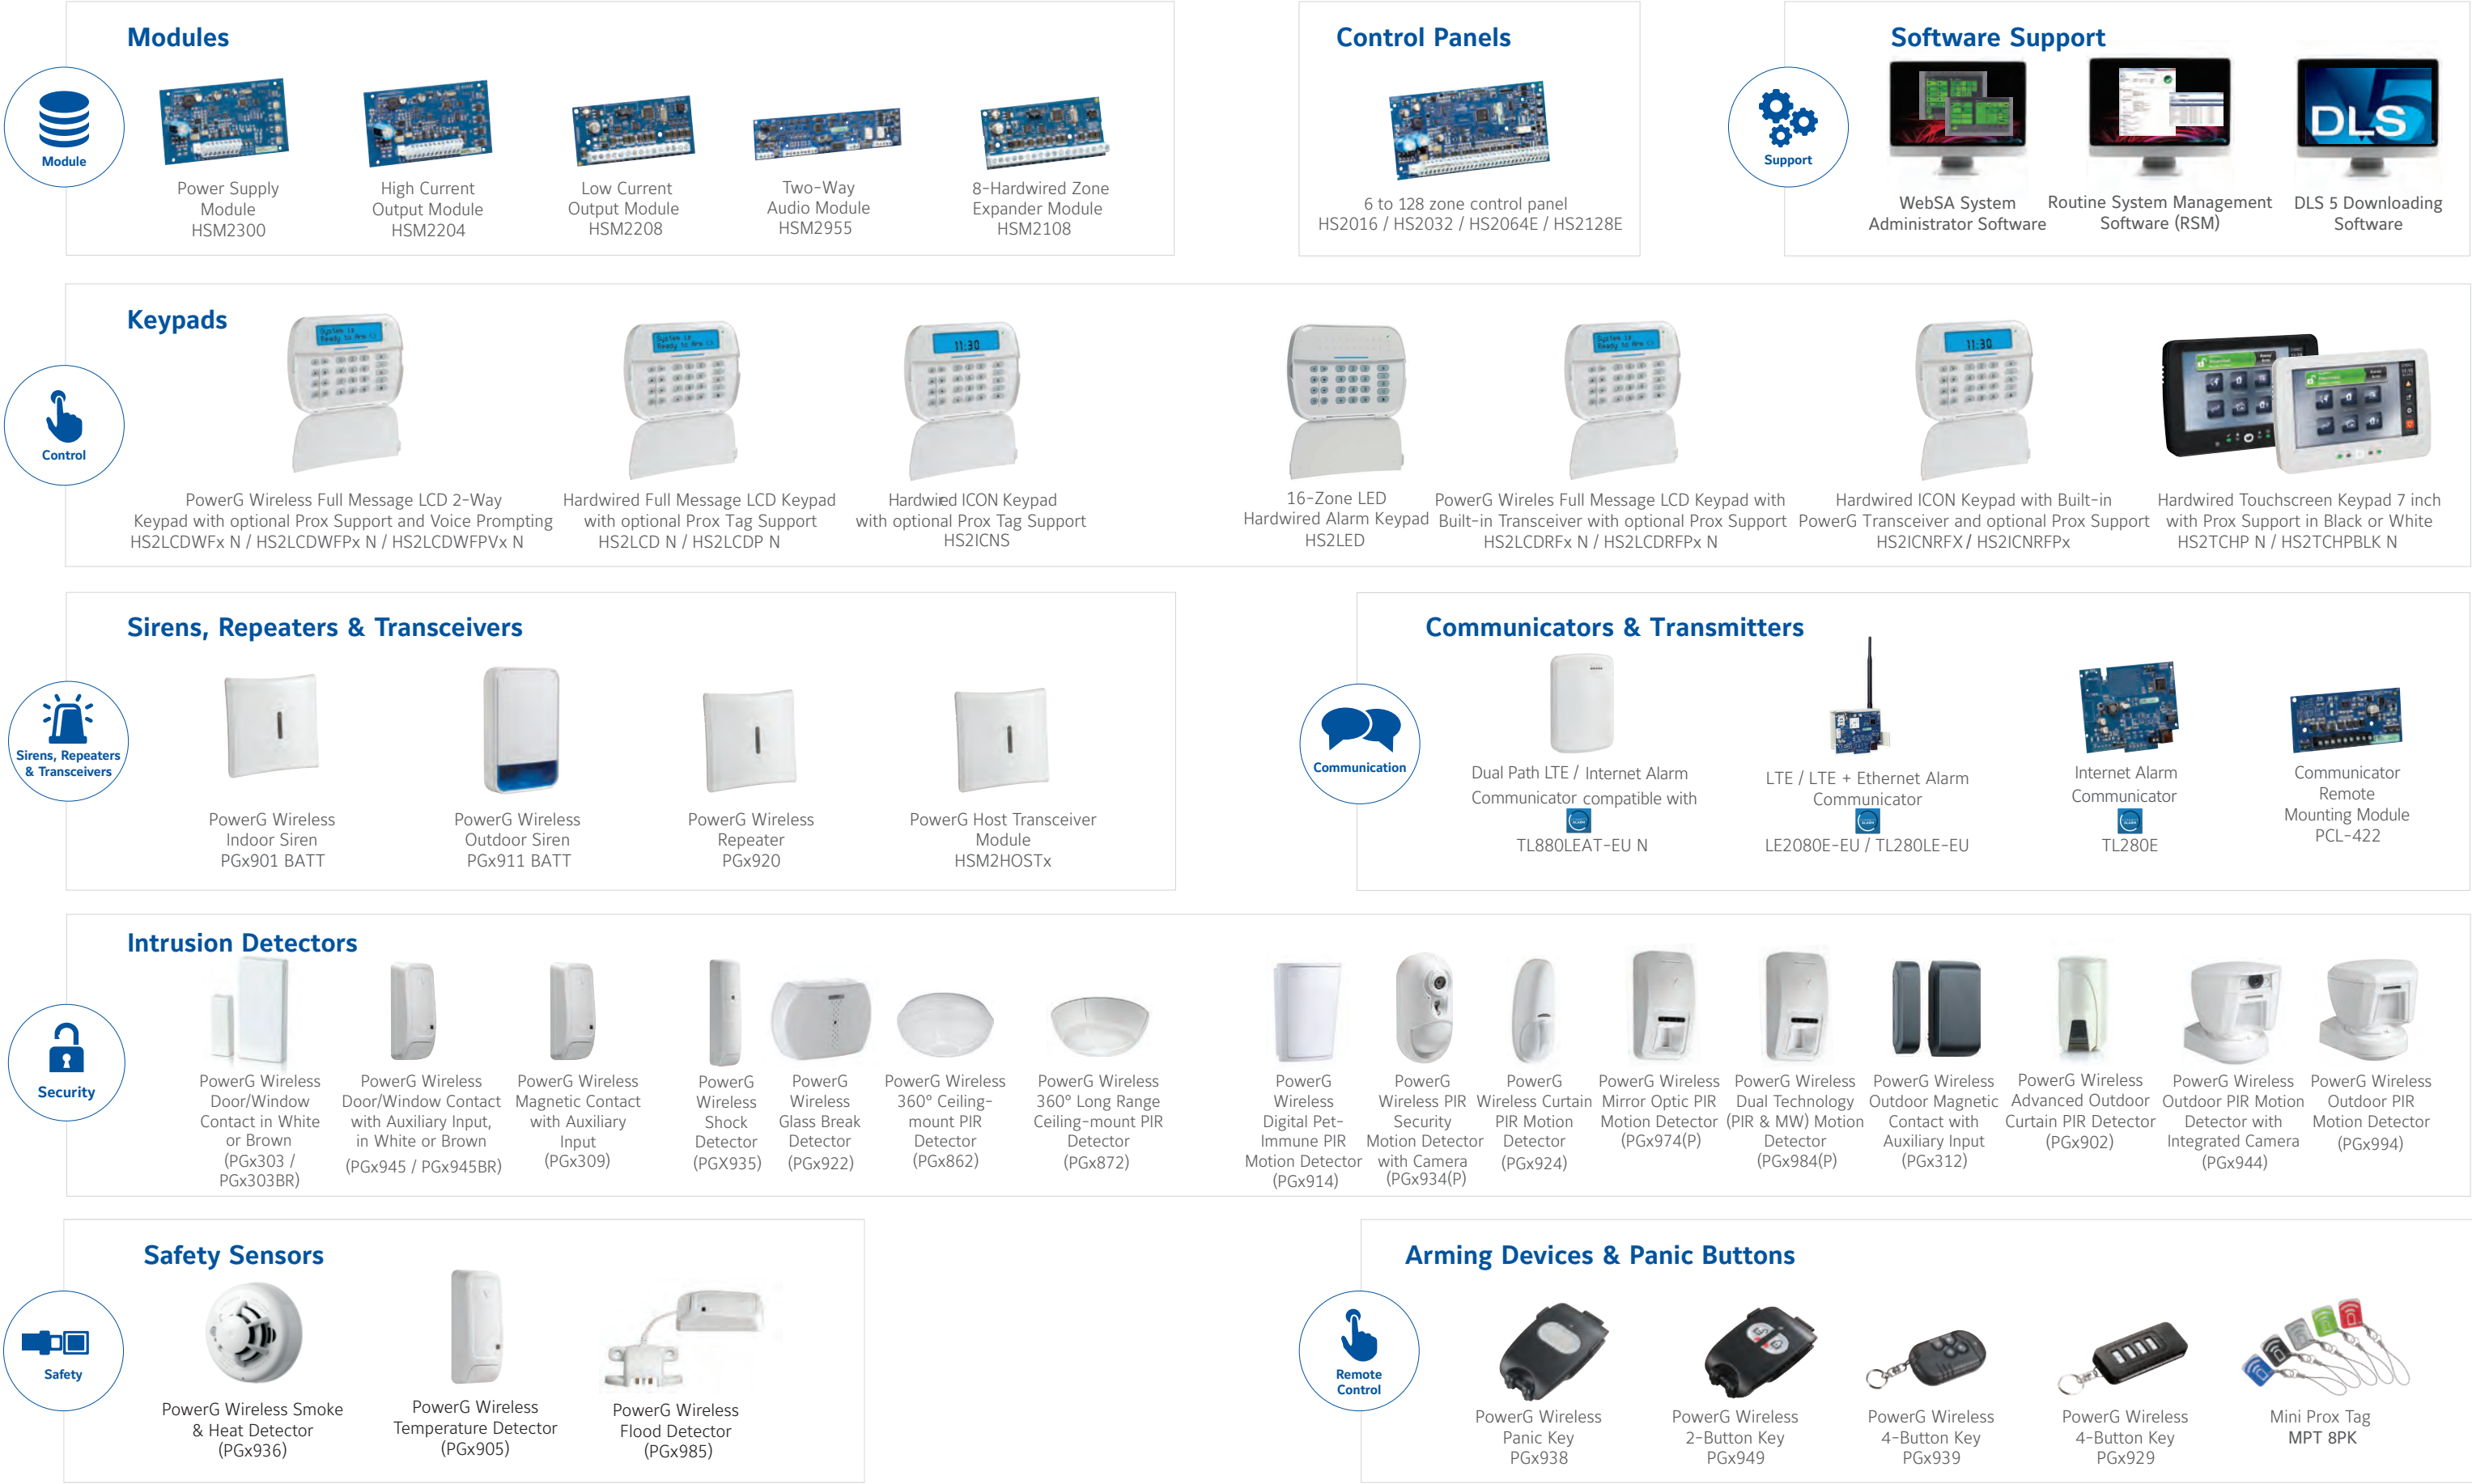 Modules
Module
Power Supply
Module
HSM2300
High Current
Output Module
HSM2204
Low Current
Output Module
HSM2208
Two-Way
Audio Module
HSM2955
8-Hardwired Zone
Expander Module
HSM2108
Control Panels
6 to 128 zone control panel
HS2016 / HS2032 / HS2064E / HS2128E
Software Support
Support
WebSA System
Administrator Software
Routine System Management
Software (RSM)
DLS 5
DLS 5 Downloading
Software
Keypads
Control
System is
Ready to Arm <>
PowerG Wireless Full Message LCD 2-Way
Keypad with optional Prox Support and Voice Prompting
HS2LCDWFx N / HS2LCDWFPx N / HS2LCDWFPVx N
System is
Ready to Arm <>
Hardwired Full Message LCD Keypad
with optional Prox Tag Support
HS2LCD N / HS2LCDP N
11:30
Hardwired ICON Keypad
with optional Prox Tag Support
HS2ICNS
16-Zone LED
Hardwired Alarm Keypad
HS2LED
System is
Ready to Arm <>
PowerG Wireles Full Message LCD Keypad with
Built-in Transceiver with optional Prox Support
HS2LCDRFx N / HS2LCDRFPx N
11:30
Hardwired ICON Keypad with Built-in
PowerG Transceiver and optional Prox Support
HS2ICNRFX / HS2ICNRFPx
Hardwired Touchscreen Keypad 7 inch
with Prox Support in Black or White
HS2TCHP N / HS2TCHPBLK N
Sirens, Repeaters & Transceivers
Sirens, Repeaters
& Transceivers
PowerG Wireless
Indoor Siren
PGx901 BATT
PowerG Wireless
Outdoor Siren
PGx911 BATT
PowerG Wireless
Repeater
PGx920
PowerG Host Transceiver
Module
HSM2HOSTx
Communicators & Transmitters
Communication
Dual Path LTE / Internet Alarm
Communicator compatible with
TL880LEAT-EU N
LTE / LTE + Ethernet Alarm
Communicator
LE2080E-EU / TL280LE-EU
Internet Alarm
Communicator
TL280E
Communicator
Remote
Mounting Module
PCL-422
Intrusion Detectors
Security
PowerG Wireless
Door/Window
Contact in White
or Brown
(PGx303 /
PGx303BR)
PowerG Wireless
Door/Window Contact
with Auxiliary Input,
in White or Brown
(PGx945 / PGx945BR)
PowerG Wireless
Magnetic Contact
with Auxiliary
Input
(PGx309)
PowerG
Wireless
Shock
Detector
(PGX935)
PowerG
Wireless
Glass Break
Detector
(PGx922)
PowerG Wireless
360° Ceiling-
mount PIR
Detector
(PGx862)
PowerG Wireless
360° Long Range
Ceiling-mount PIR
Detector
(PGx872)
PowerG
Wireless
Digital Pet-
Immune PIR
Motion Detector
(PGx914)
PowerG
Wireless PIR
Security
Motion Detector
with Camera
(PGx934(P)
PowerG
Wireless Curtain
PIR Motion
Detector
(PGx924)
PowerG Wireless
Mirror Optic PIR
Motion Detector
(PGx974(P)
PowerG Wireless
Dual Technology
(PIR & MW) Motion
Detector
(PGx984(P)
PowerG Wireless
Outdoor Magnetic
Contact with
Auxiliary Input
(PGx312)
PowerG Wireless
Advanced Outdoor
Curtain PIR Detector
(PGx902)
PowerG Wireless
Outdoor PIR Motion
Detector with
Integrated Camera
(PGx944)
PowerG Wireless
Outdoor PIR
Motion Detector
(PGx994)
Safety Sensors
Safety
PowerG Wireless Smoke
& Heat Detector
(PGx936)
PowerG Wireless
Temperature Detector
(PGx905)
PowerG Wireless
Flood Detector
(PGx985)
Arming Devices & Panic Buttons
Remote
Control
PowerG Wireless
Panic Key
PGx938
PowerG Wireless
2-Button Key
PGx949
PowerG Wireless
4-Button Key
PGx939
PowerG Wireless
4-Button Key
PGx929
Mini Prox Tag
MPT 8PK